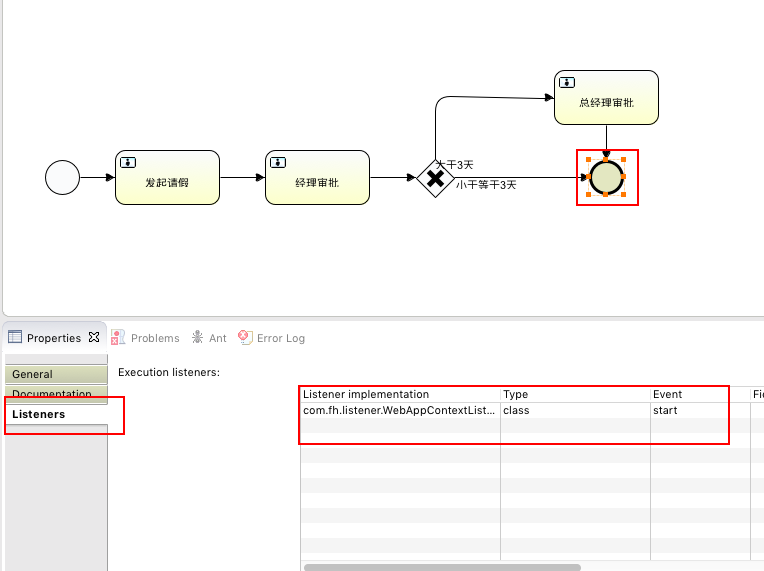 总经理审批
大于3天
发起请假
经理审批
小于等于3天
Properties
Problems
Ant
Error Log
General
Execution listeners:
Documentation
Listeners
Listener implementation Type Event Fi
com.fh.listener.WebAppContextList... class start